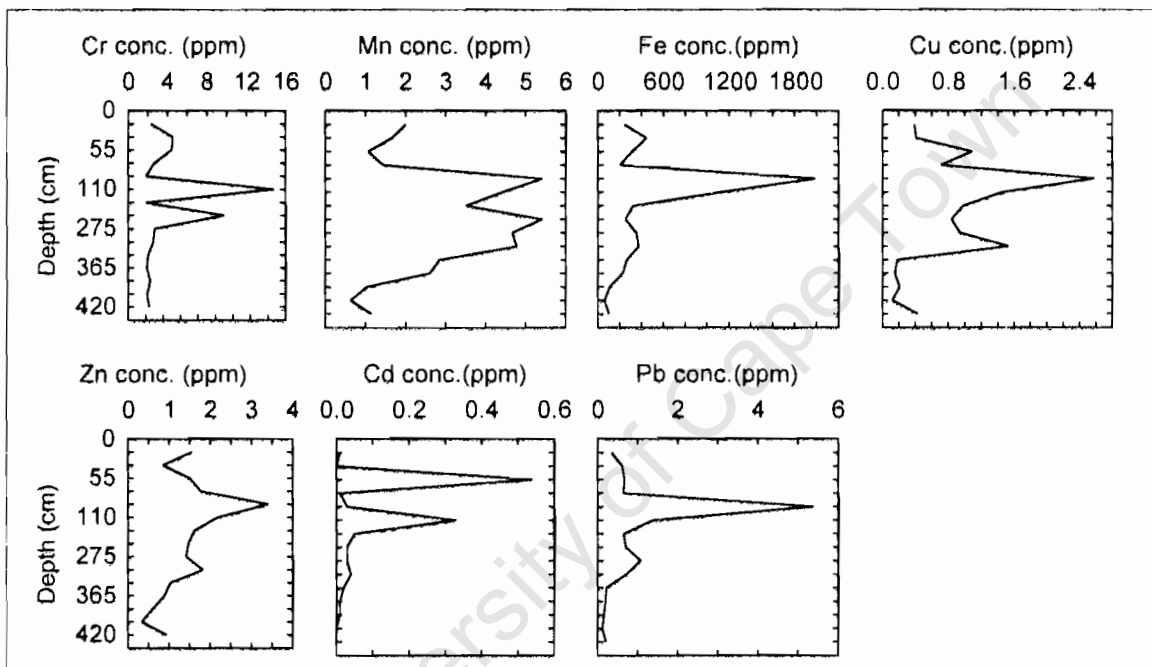 Cr conc. (ppm) Mn conc. (ppm) Fe conc.(ppm) Cu conc.(ppm)
0 4 8 12 16 0 1 2 3 4 5 6 0 600 1200 1800 0.0 0.8 1.6 2.4
0
55
110
275
365
420
Depth (cm)
Zn conc. (ppm) Cd conc.(ppm) Pb conc.(ppm)
0 1 2 3 4 0.0 0.2 0.4 0.6 0 2 4 6
0
55
110
275
365
420
Depth (cm)
ersity of Cape Town